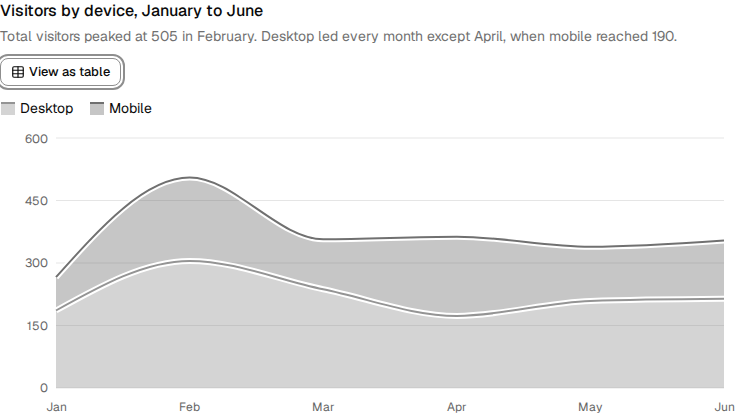 Visitors by device, January to June
Total visitors peaked at 505 in February. Desktop led every month except April, when mobile reached 190.
View as table
Desktop Mobile
600
450
300
150
0
Jan Feb Mar Apr May Jun